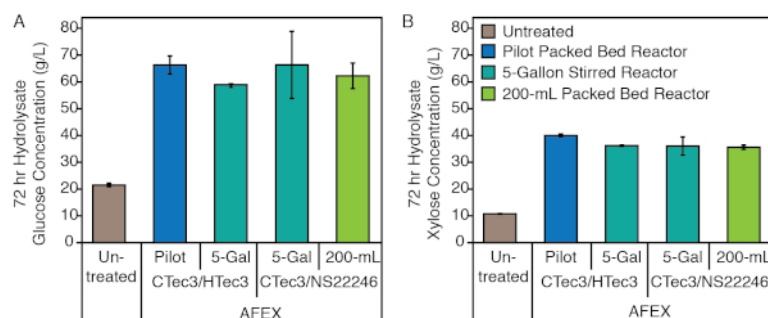 A
72 hr Hydrolysate
Glucose Concentration (g/L)
80
70
60
50
40
30
20
10
0
Un-
treated
Pilot
5-Gal
5-Gal
200-mL
CTec3/HTec3
CTec3/NS22246
AFEX
B
72 hr Hydrolysate
Xylose Concentration (g/L)
80
70
60
50
40
30
20
10
0
Untreated
Pilot Packed Bed Reactor
5-Gallon Stirred Reactor
200-mL Packed Bed Reactor
Un-
treated
Pilot
5-Gal
5-Gal
200-mL
CTec3/HTec3
CTec3/NS22246
AFEX